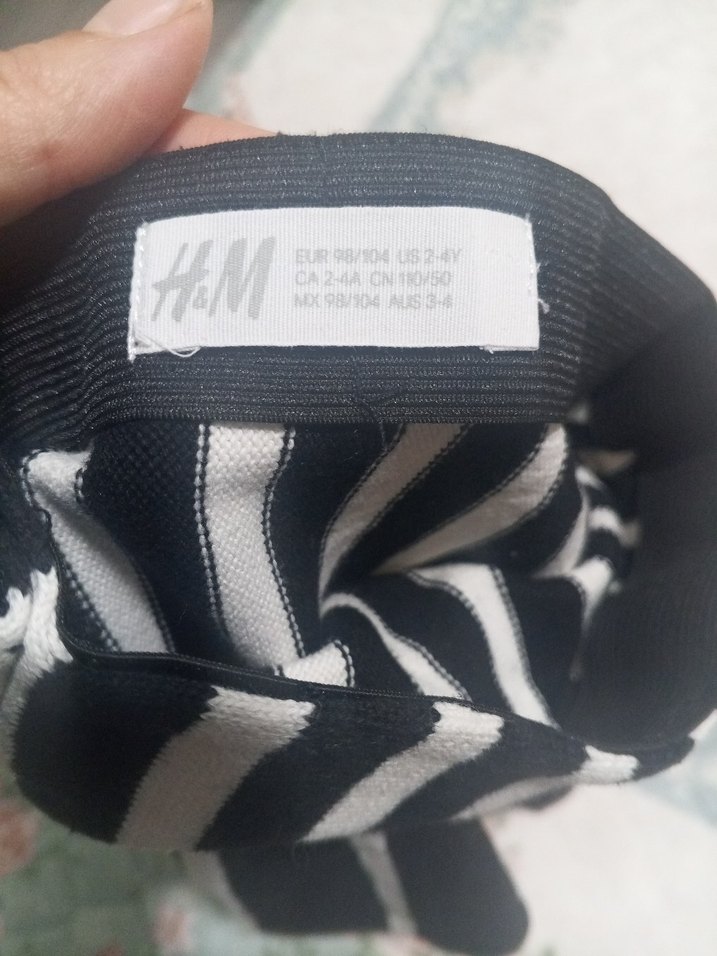 H&M
EUR 98/104 US 2-4Y
CA 2-4A CN 110/50
MX 98/104 AUS 3-4